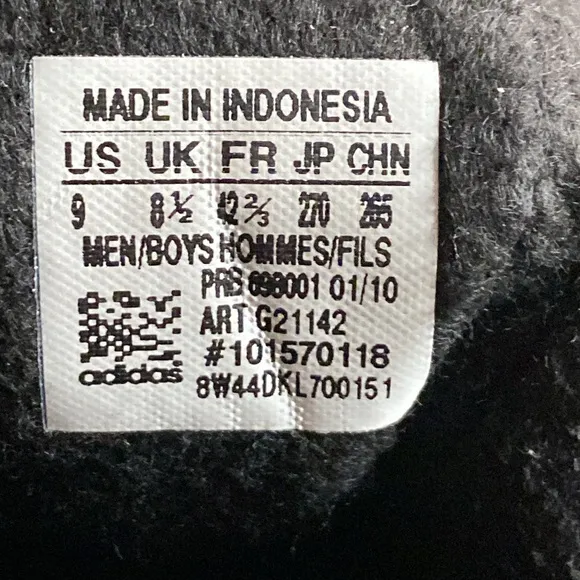 MADE IN INDONESIA
US UK FR JP CHN
9 8½ 42⅔ 270 265
MEN/BOYS HOMMES/FILS
PRB 698001 01/10
ART G21142
#101570118
adidas 8W44DKL700151